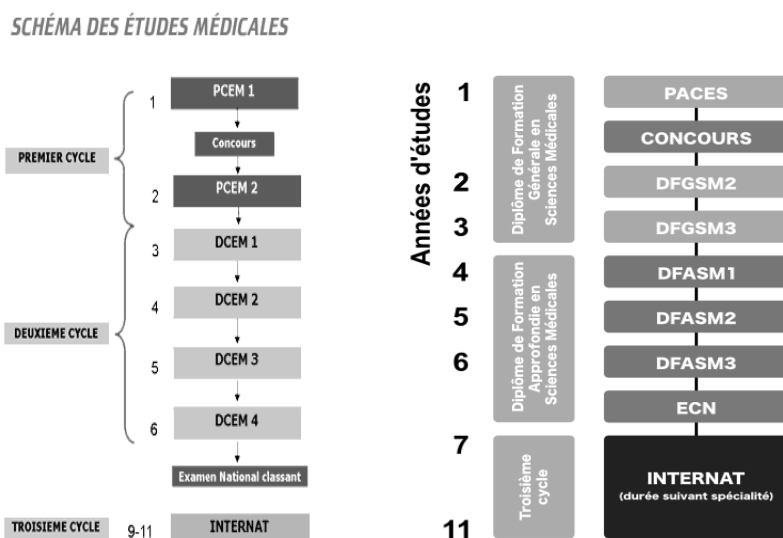 SCHÉMA DES ÉTUDES MÉDICALES
PREMIER CYCLE
1
PCEM 1
Concours
2
PCEM 2
DEUXIEME CYCLE
3
DCEM 1
4
DCEM 2
5
DCEM 3
6
DCEM 4
Examen National classant
TROISIEME CYCLE
9-11
INTERNAT
Années d'études
1
2
3
4
5
6
7
11
Diplôme de Formation
Générale en
Sciences Médicales
Diplôme de Formation
Approfondie en
Sciences Médicales
Troisième
cycle
PACES
CONCOURS
DFGSM2
DFGSM3
DFASM1
DFASM2
DFASM3
ECN
INTERNAT
(durée suivant spécialité)